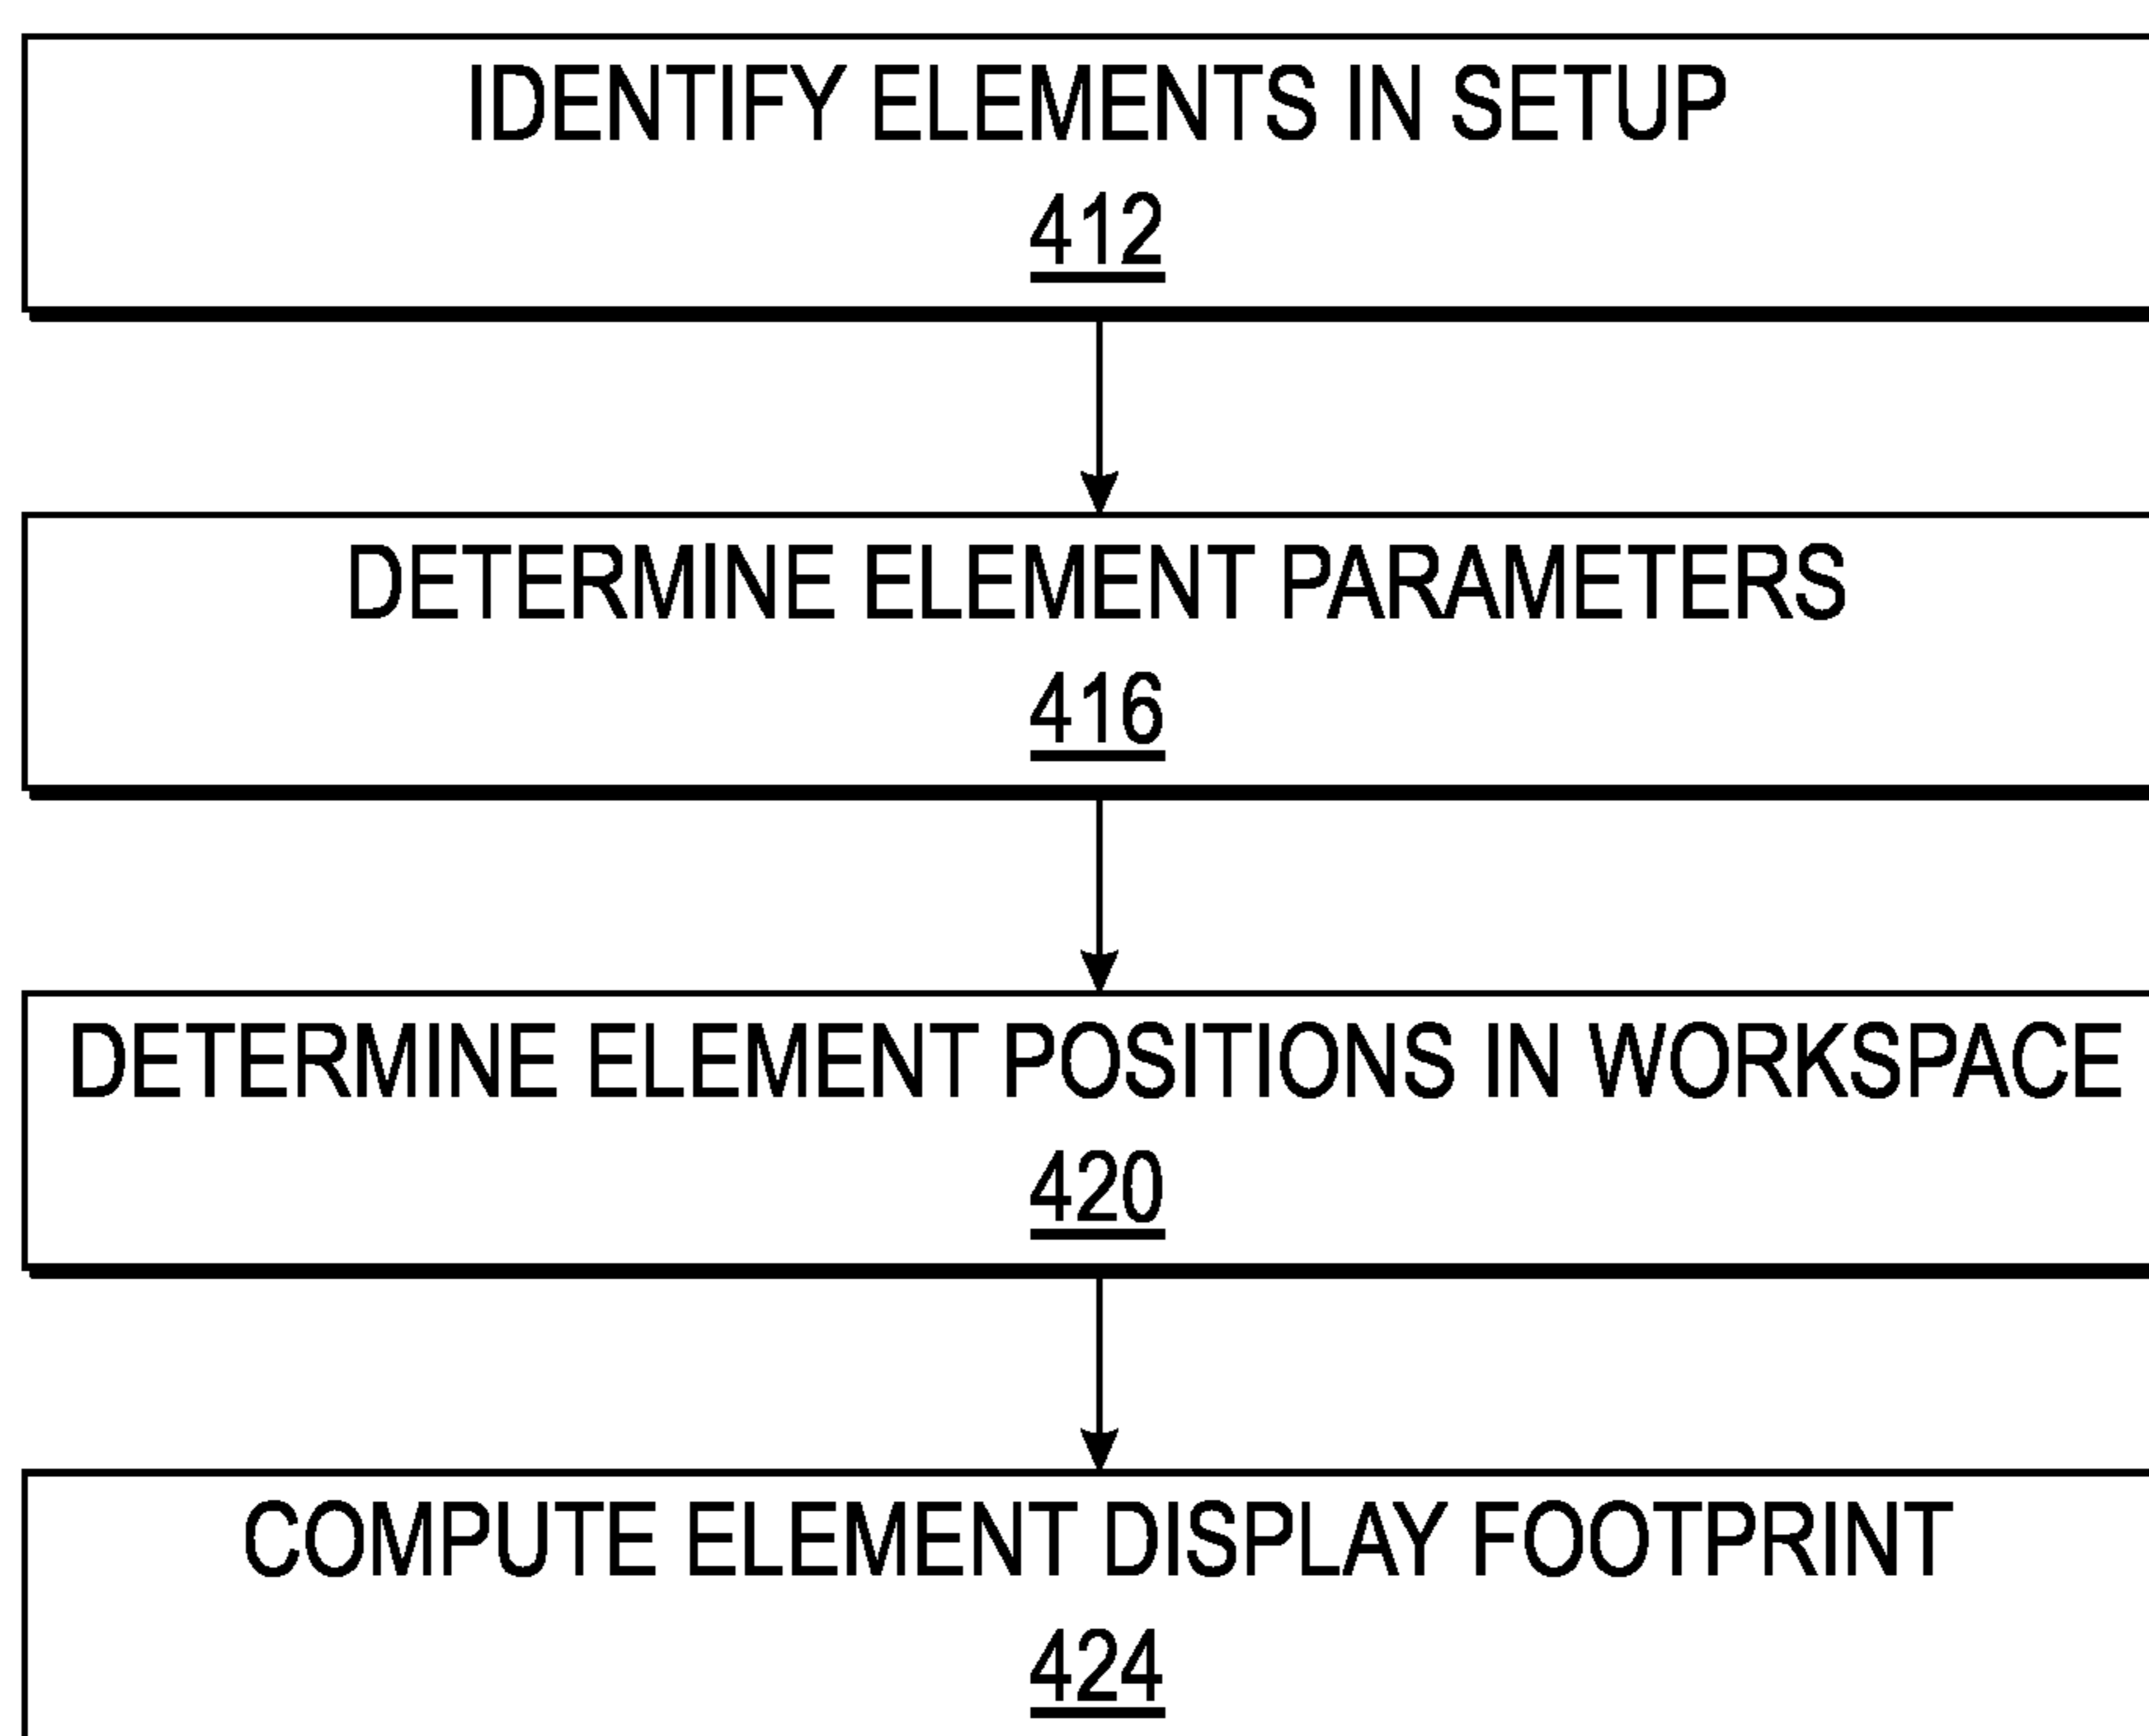 IDENTIFY ELEMENTS IN SETUP
412
DETERMINE ELEMENT PARAMETERS
416
DETERMINE ELEMENT POSITIONS IN WORKSPACE
420
COMPUTE ELEMENT DISPLAY FOOTPRINT
424